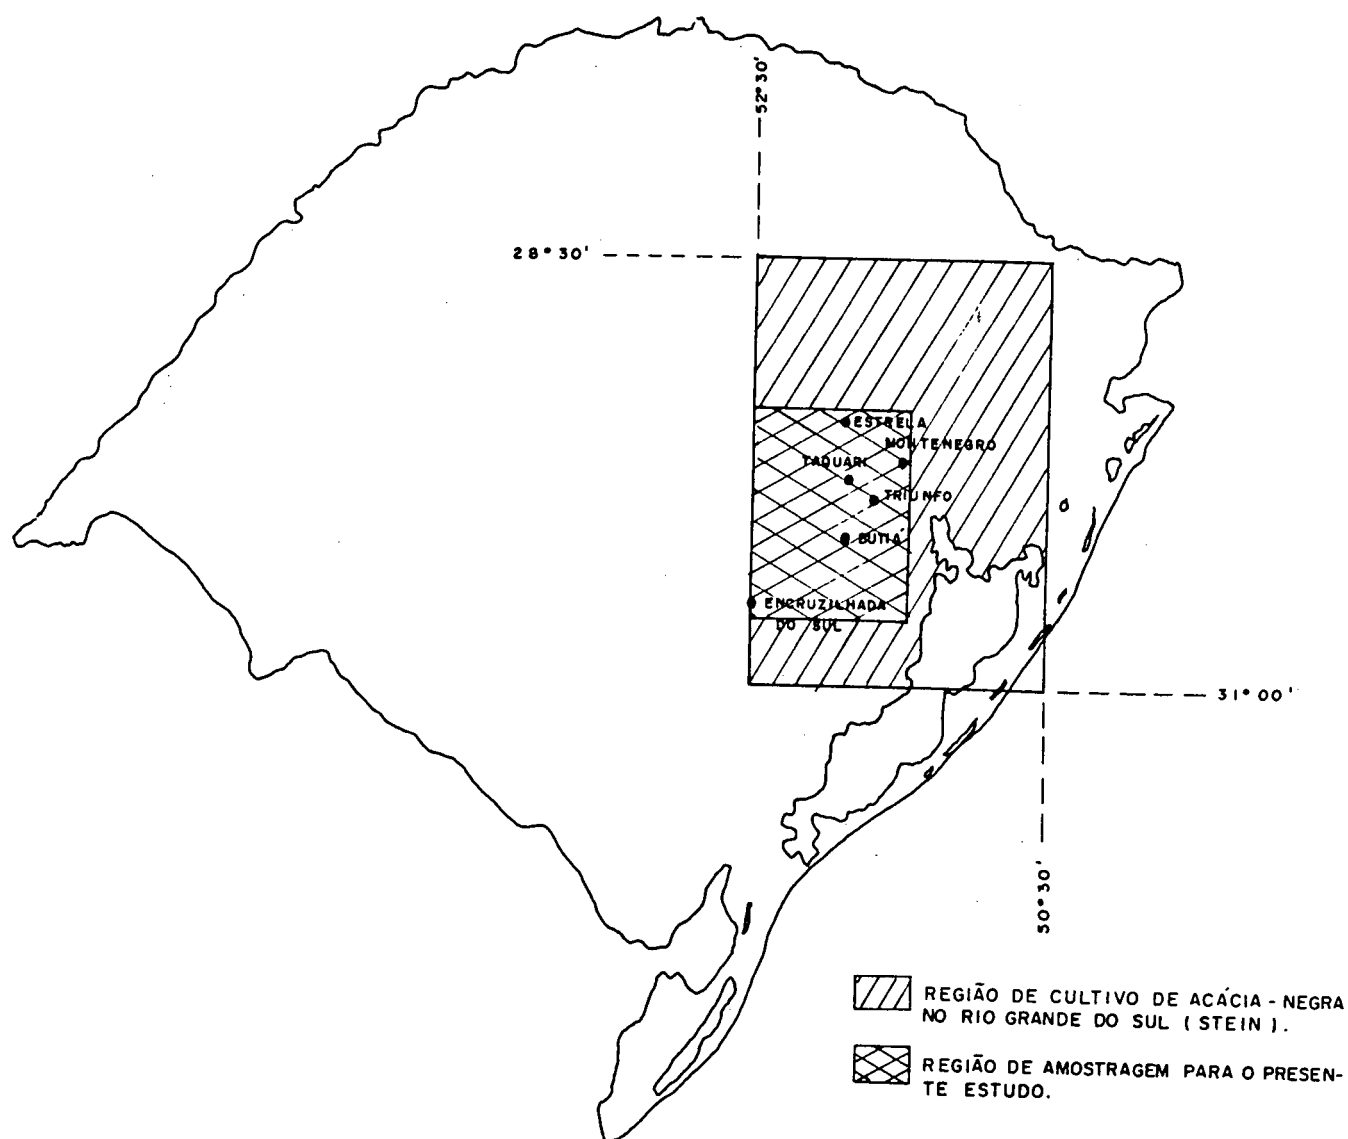 52°30'
28°30'
ESTRELA
MONTENEGRO
TAQUARI
TRIUNFO
BUTIÁ
ENCRUZILHADA
DO SUL
31°00'
50°30'
REGIÃO DE CULTIVO DE ACÁCIA-NEGRA
NO RIO GRANDE DO SUL (STEIN).
REGIÃO DE AMOSTRAGEM PARA O PRESEN-
TE ESTUDO.